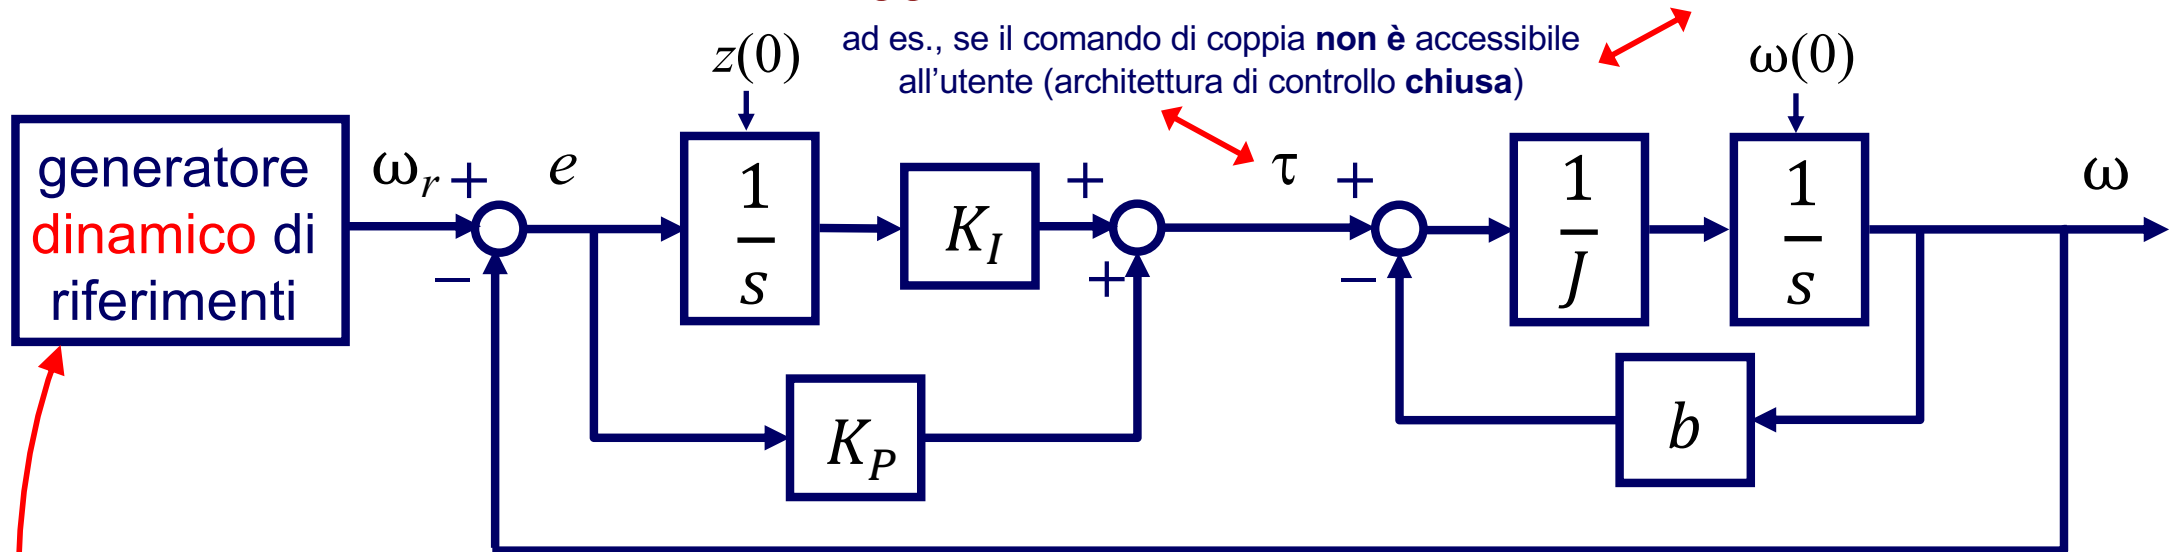 ad es., se il comando di coppia non è accessibile
all'utente (architettura di controllo chiusa)
z(0)
ω(0)
generatore
dinamico di
riferimenti
ω_r
+
−
e
1
s
K_I
+
+
τ
+
−
1
J
1
s
ω
K_P
b